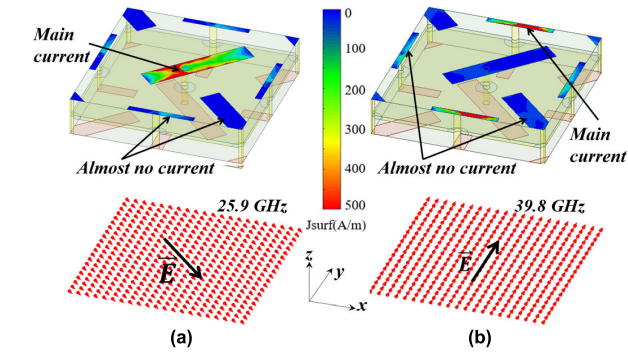 Main
current
Almost no current
0
100
200
300
400
500
Jsurf(A/m)
Main
current
Almost no current
25.9 GHz
E
z
y
x
39.8 GHz
E
(a)
(b)